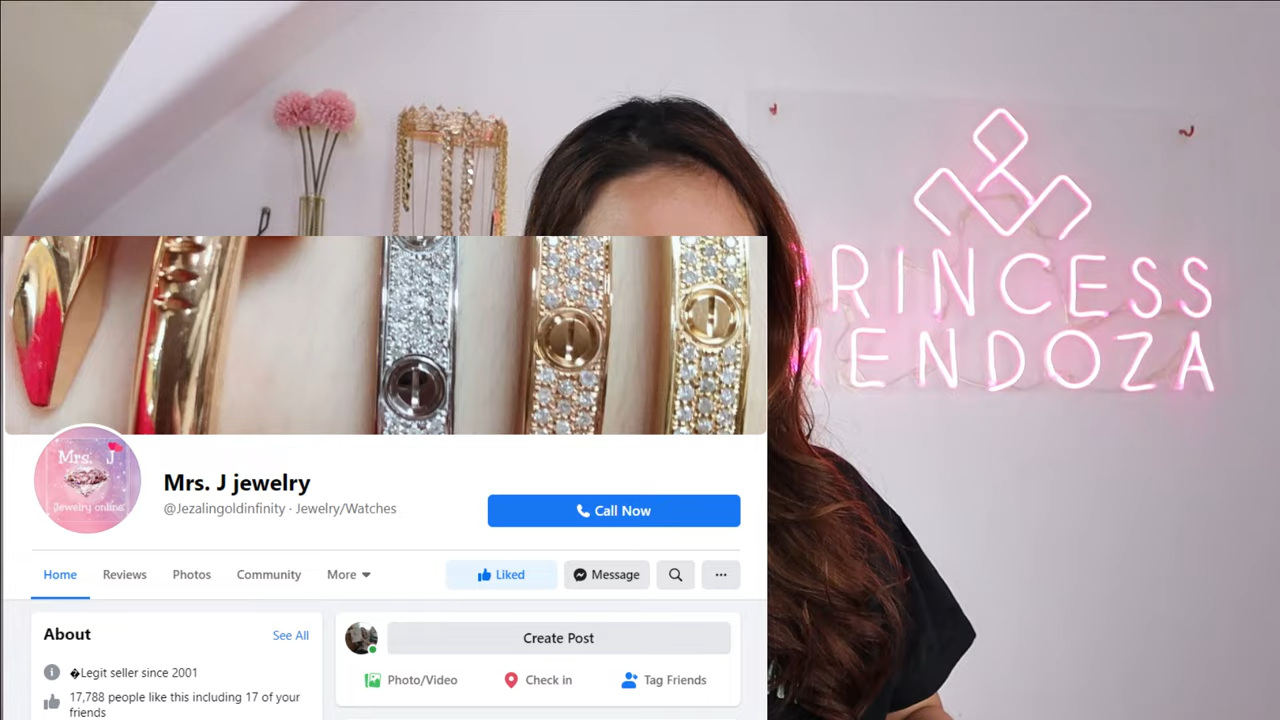 PRINCESS
MENDOZA
Mrs. J
Jewelry online
Mrs. J jewelry
@Jezalingoldinfinity · Jewelry/Watches
Call Now
Home
Reviews
Photos
Community
More
Liked
Message
About
See All
�Legit seller since 2001
17,788 people like this including 17 of your
friends
Create Post
Photo/Video
Check in
Tag Friends